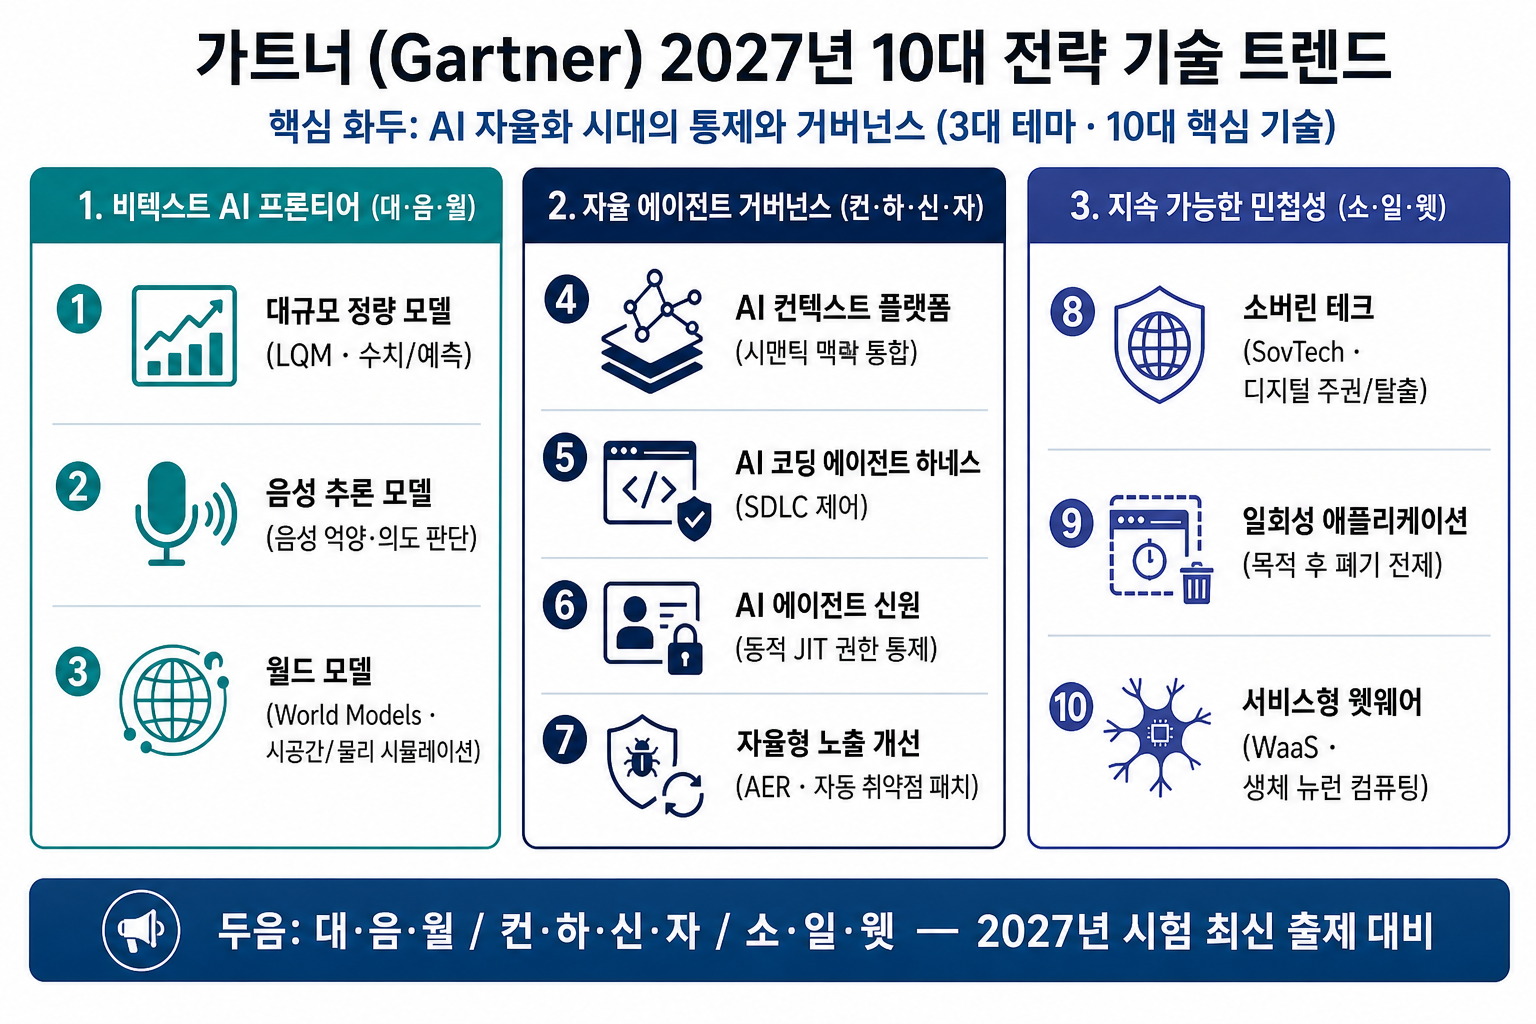 가트너 (Gartner) 2027년 10대 전략 기술 트렌드
핵심 화두: AI 자율화 시대의 통제와 거버넌스 (3대 테마 · 10대 핵심 기술)
1. 비텍스트 AI 프론티어 (대·음·월)
1
대규모 정량 모델
(LQM · 수치/예측)
2
음성 추론 모델
(음성 억양·의도 판단)
3
월드 모델
(World Models ·
시공간/물리 시뮬레이션)
2. 자율 에이전트 거버넌스 (컨·하·신·자)
4
AI 컨텍스트 플랫폼
(시맨틱 맥락 통합)
5
AI 코딩 에이전트 하네스
(SDLC 제어)
6
AI 에이전트 신원
(동적 JIT 권한 통제)
7
자율형 노출 개선
(AER · 자동 취약점 패치)
3. 지속 가능한 민첩성 (소·일·웻)
8
소버린 테크
(SovTech ·
디지털 주권/탈출)
9
일회성 애플리케이션
(목적 후 폐기 전제)
10
서비스형 웻웨어
(WaaS ·
생체 뉴런 컴퓨팅)
두음: 대·음·월 / 컨·하·신·자 / 소·일·웻 — 2027년 시험 최신 출제 대비